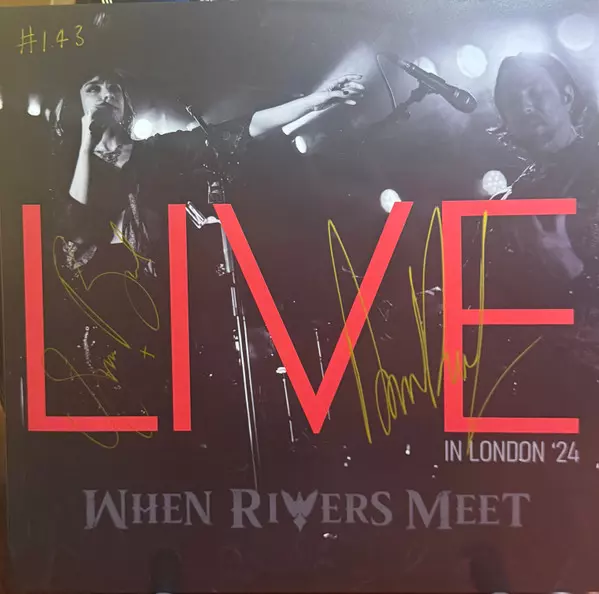 #143
LIVE
IN LONDON '24
WHEN RIVERS MEET